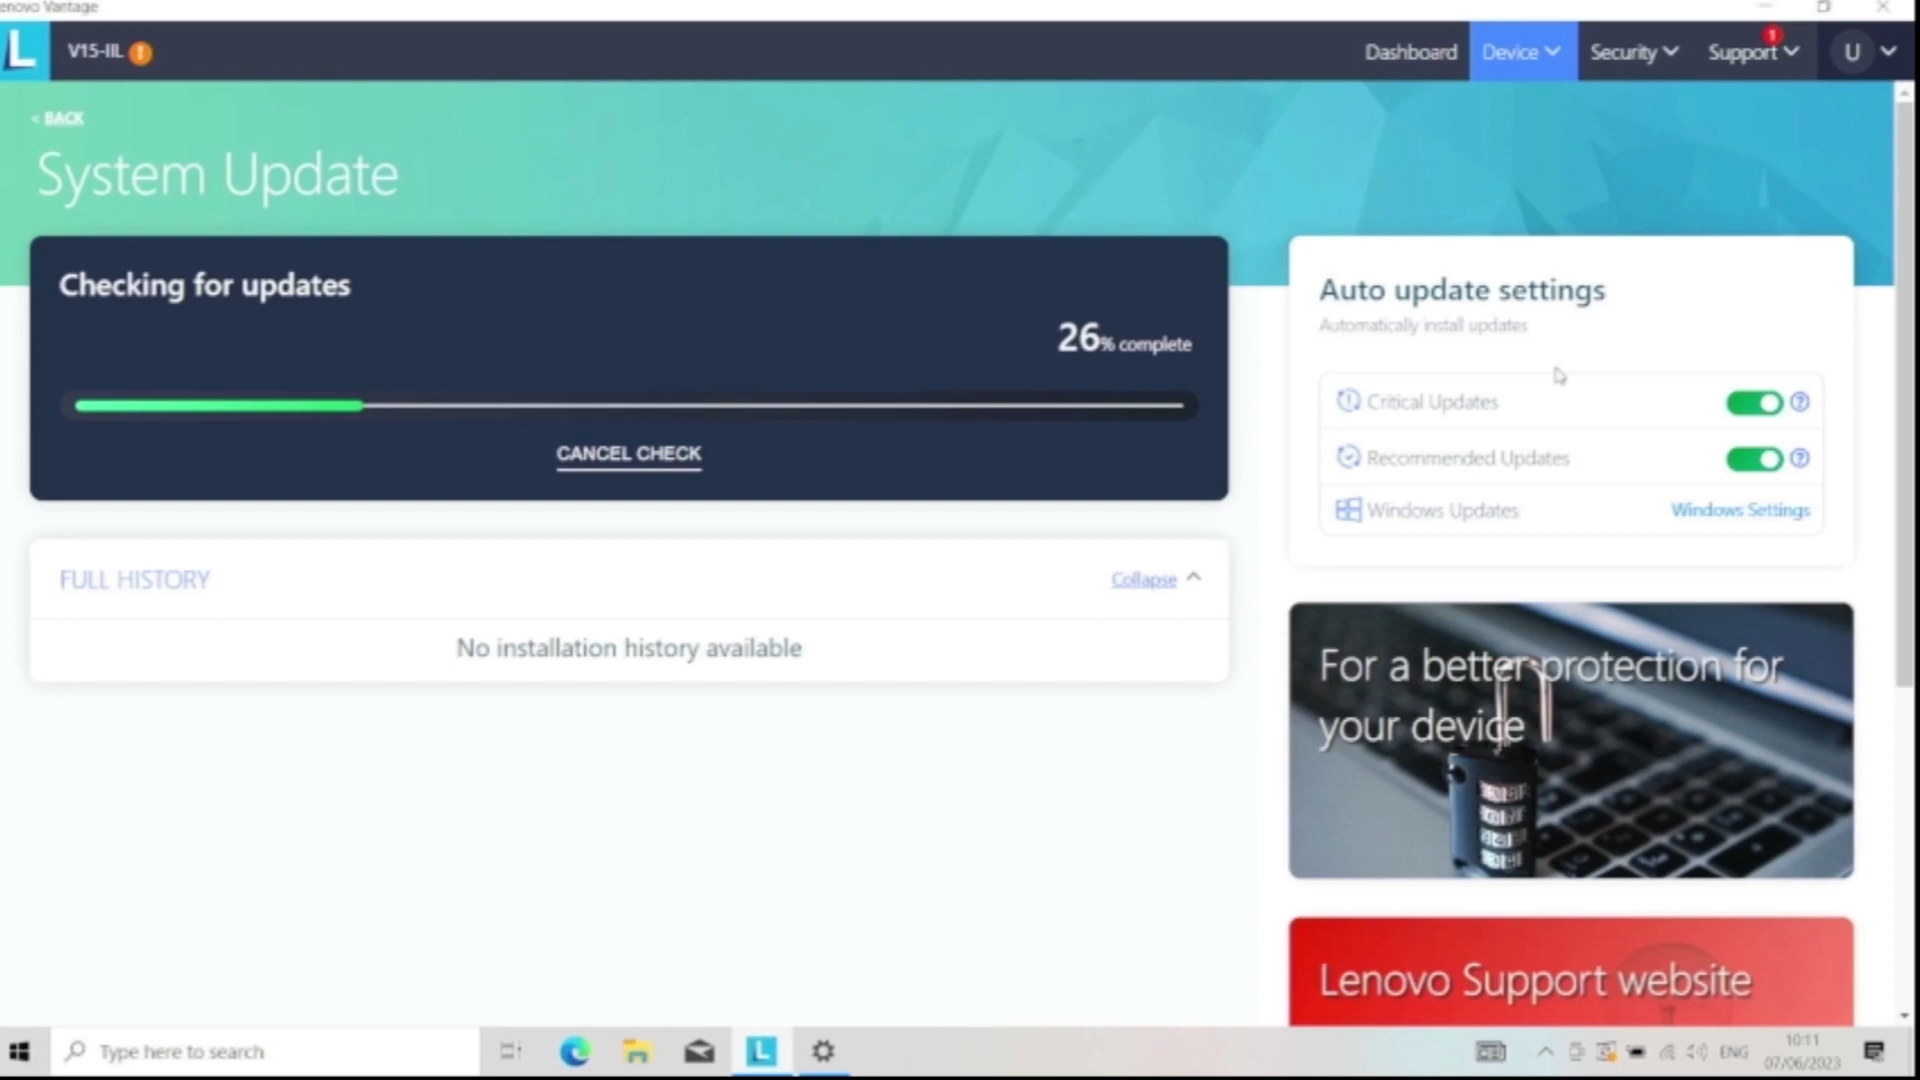 enovo Vantage
L V15-IIL ! Dashboard Device Security Support 1 U
< BACK
System Update
Checking for updates
26% complete
CANCEL CHECK
FULL HISTORY Collapse
No installation history available
Auto update settings
Automatically install updates
Critical Updates ?
Recommended Updates ?
Windows Updates Windows Settings
For a better protection for
your device
Lenovo Support website
Type here to search L ENG 10:11
07/06/2023